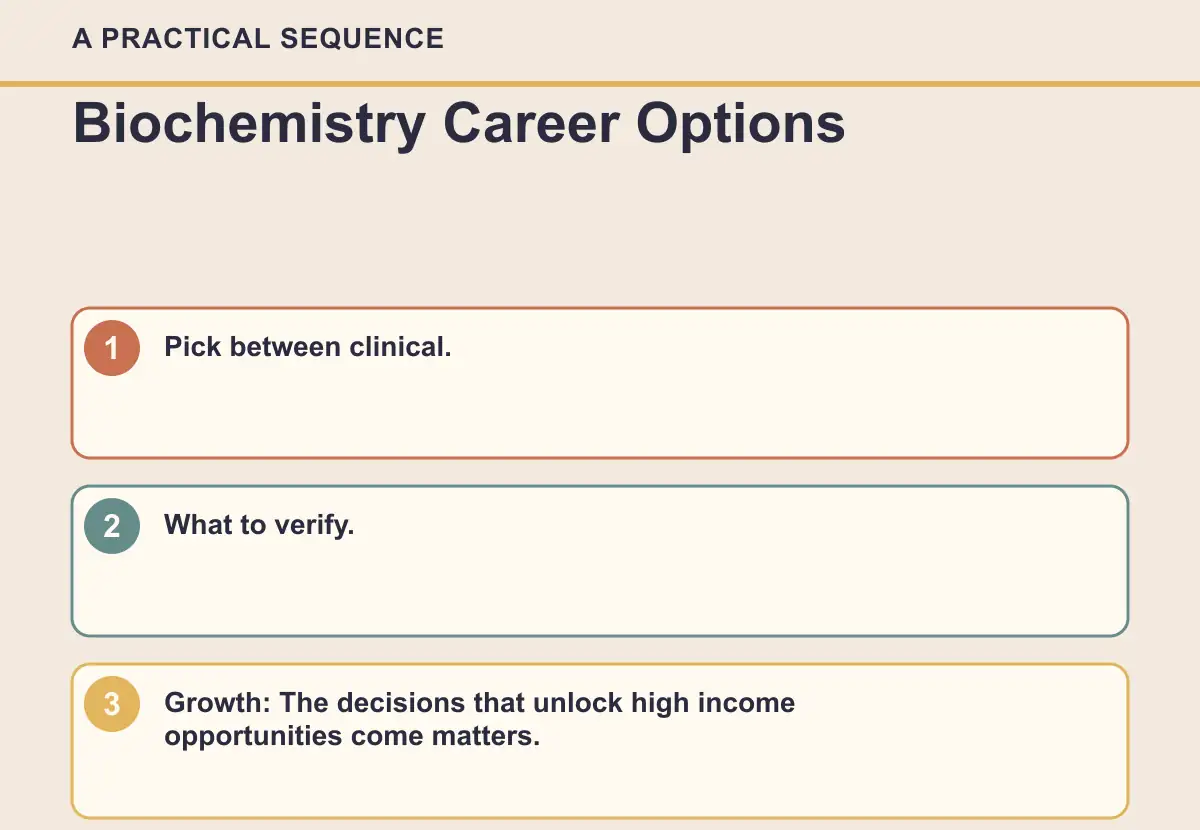 A PRACTICAL SEQUENCE
Biochemistry Career Options
1
Pick between clinical.
2
What to verify.
3
Growth: The decisions that unlock high income
opportunities come matters.